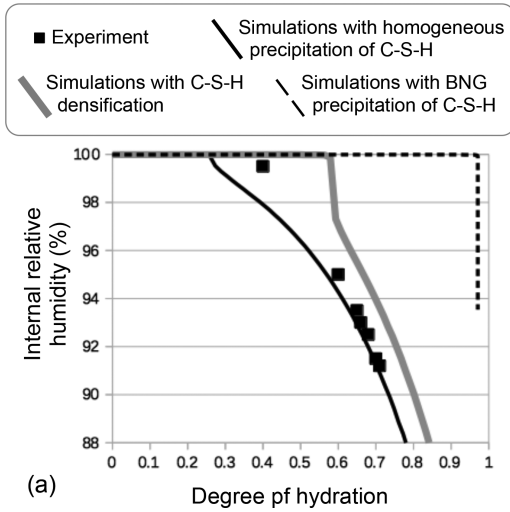 Experiment
Simulations with homogeneous
precipitation of C-S-H
Simulations with C-S-H
densification
Simulations with BNG
precipitation of C-S-H
100
98
96
94
92
90
88
Internal relative
humidity (%)
0 0.1 0.2 0.3 0.4 0.5 0.6 0.7 0.8 0.9 1
(a)
Degree pf hydration